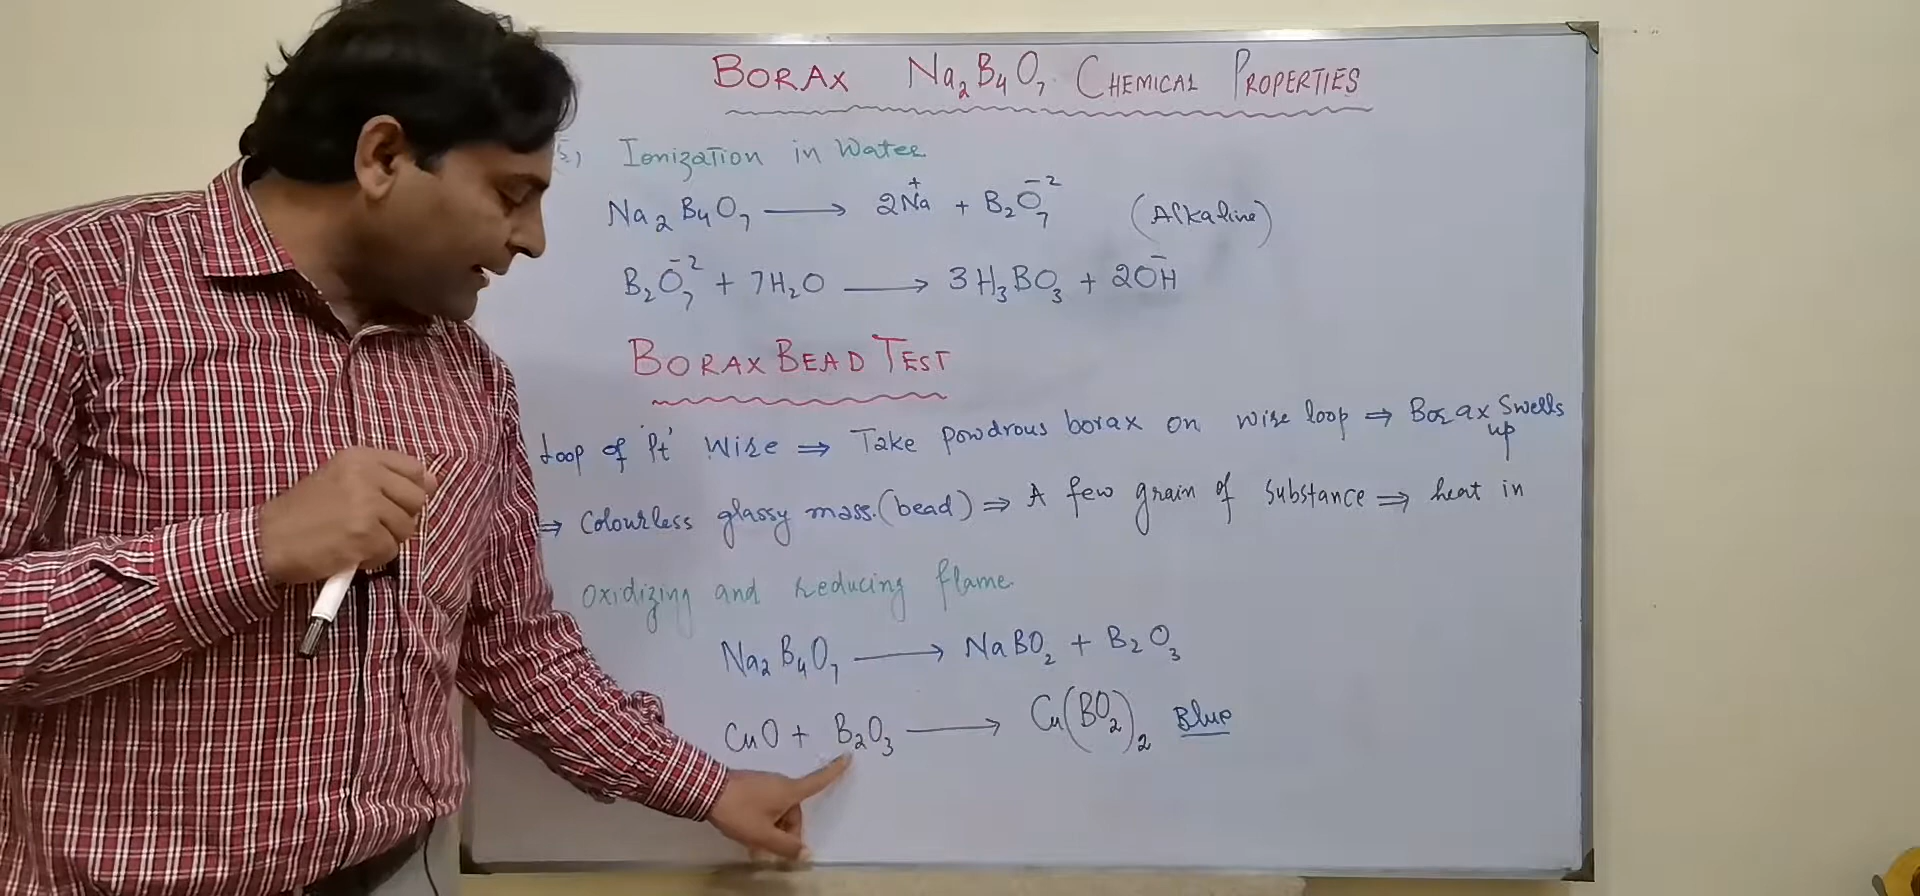 BORAX Na₂B₄O₇. CHEMICAL PROPERTIES
5) Ionization in Water
Na₂B₄O₇ ⟶ 2Na⁺ + B₂O₇⁻² (Alkaline)
B₂O₇⁻² + 7H₂O ⟶ 3H₃BO₃ + 2OH⁻
BORAX BEAD TEST
Loop of 'Pt' Wire ⇒ Take powdrous borax on wire loop ⇒ Borax Swells up
⇒ Colourless glassy mass.(bead) ⇒ A few grain of Substance ⇒ heat in
oxidizing and reducing flame.
Na₂B₄O₇ ⟶ NaBO₂ + B₂O₃
CuO + B₂O₃ ⟶ Cu(BO₂)₂ Blue